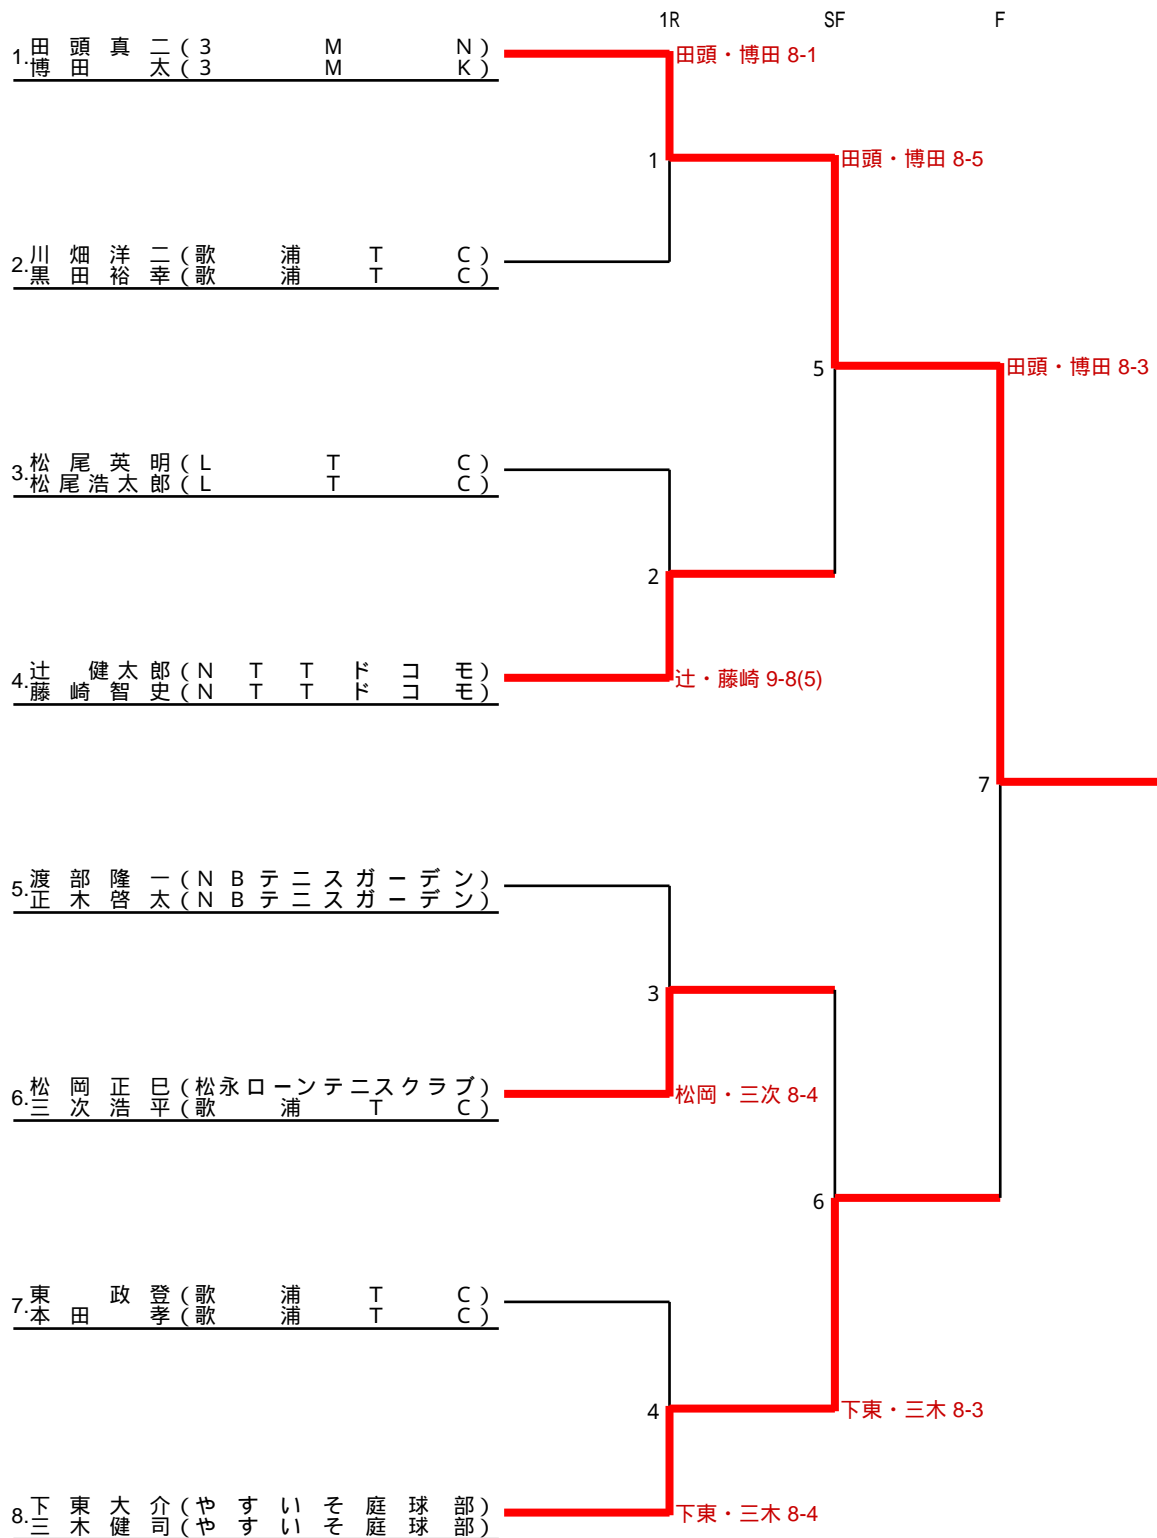 1R SF F
1. 田頭真二(3MN)
博田太(3MK)
田頭・博田 8-1
1
田頭・博田 8-5
2. 川畑洋二(歌浦TC)
黒田裕幸(歌浦TC)
5
田頭・博田 8-3
3. 松尾英明(LTC)
松尾浩太郎(LTC)
2
4. 辻健太郎(NTTドコモ)
藤崎智史(NTTドコモ)
辻・藤崎 9-8(5)
7
5. 渡部隆一(NBテニスガーデン)
正木啓太(NBテニスガーデン)
3
6. 松岡正巳(松永ローンテニスクラブ)
三次浩平(歌浦TC)
松岡・三次 8-4
6
7. 東政登(歌浦TC)
本田孝(歌浦TC)
4
下東・三木 8-3
8. 下東大介(やすいそ庭球部)
三木健司(やすいそ庭球部)
下東・三木 8-4